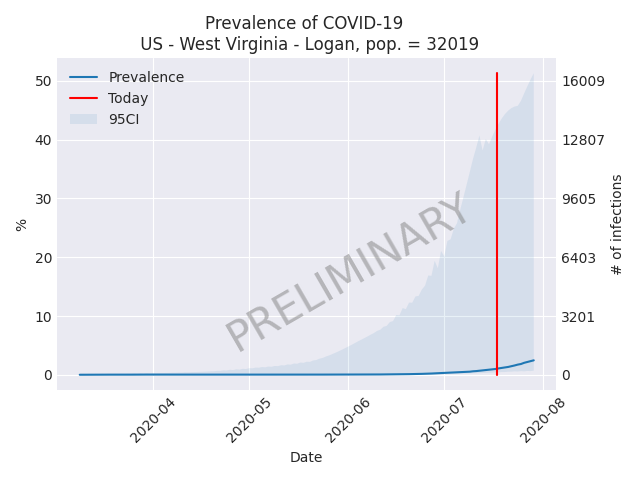 Prevalence of COVID-19
US - West Virginia - Logan, pop. = 32019
Prevalence
Today
95CI
50
40
30
20
10
0
%
16009
12807
9605
6403
3201
0
# of infections
PRELIMINARY
2020-04
2020-05
2020-06
2020-07
2020-08
Date